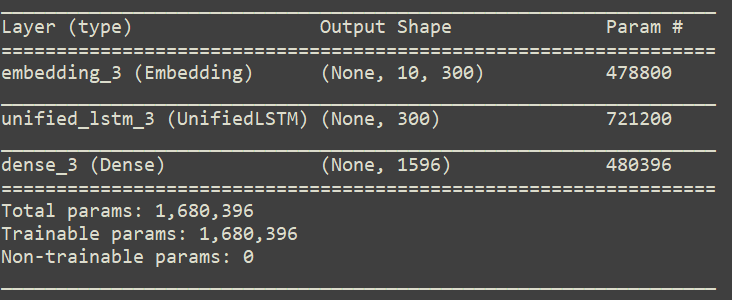 Layer (type) Output Shape Param #
=================================================================
embedding_3 (Embedding) (None, 10, 300) 478800
_________________________________________________________________
unified_lstm_3 (UnifiedLSTM) (None, 300) 721200
_________________________________________________________________
dense_3 (Dense) (None, 1596) 480396
=================================================================
Total params: 1,680,396
Trainable params: 1,680,396
Non-trainable params: 0
_________________________________________________________________